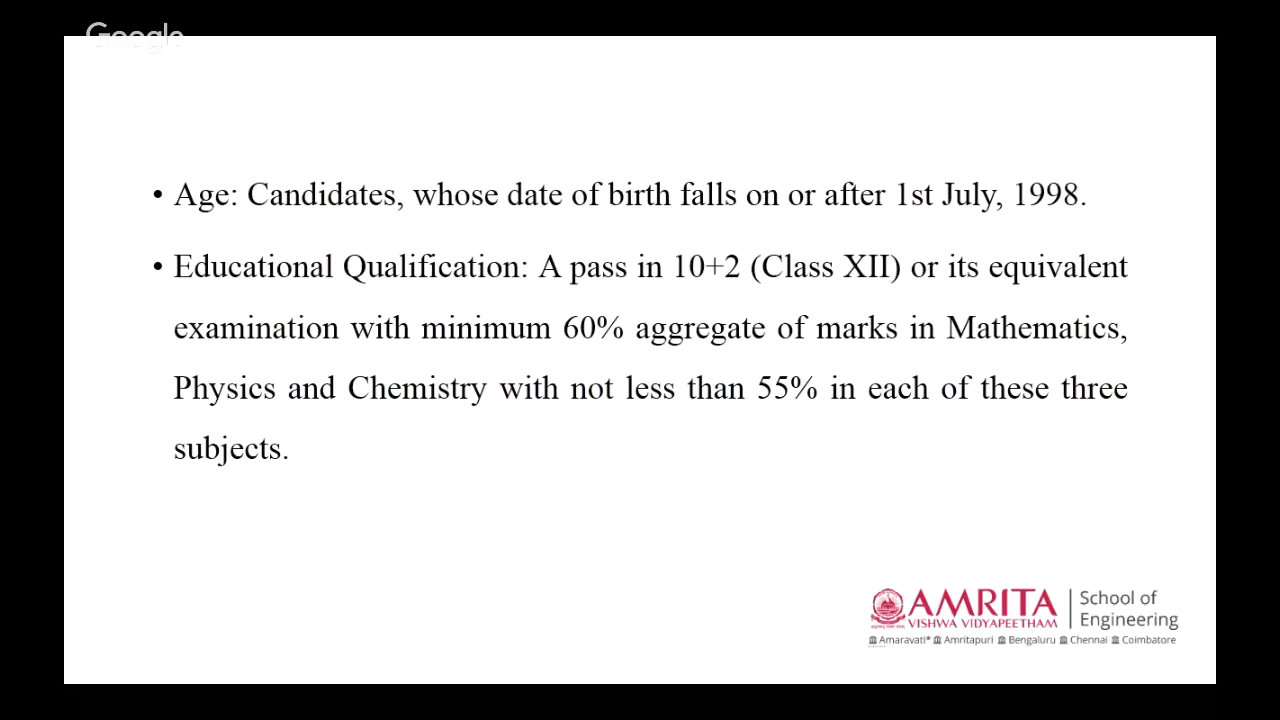 Google
• Age: Candidates, whose date of birth falls on or after 1st July, 1998.
• Educational Qualification: A pass in 10+2 (Class XII) or its equivalent
examination with minimum 60% aggregate of marks in Mathematics,
Physics and Chemistry with not less than 55% in each of these three
subjects.
AMRITA
VISHWA VIDYAPEETHAM
School of
Engineering
Amaravati* Amritapuri Bengaluru Chennai Coimbatore